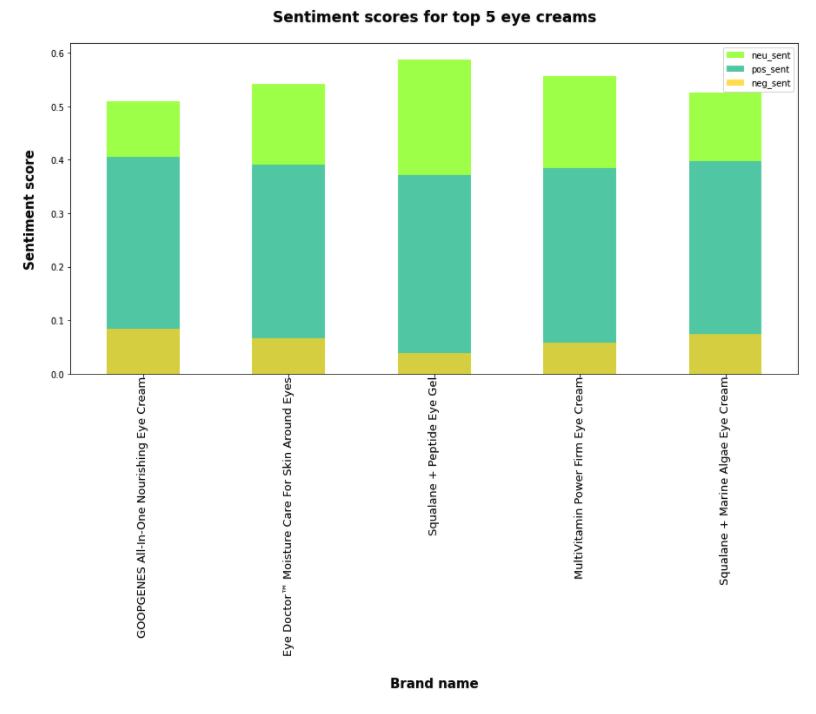 Sentiment scores for top 5 eye creams
neu_sent
pos_sent
neg_sent
Sentiment score
0.6
0.5
0.4
0.3
0.2
0.1
0.0
GOOPGENES All-In-One Nourishing Eye Cream
Eye Doctor™ Moisture Care For Skin Around Eyes
Squalane + Peptide Eye Gel
MultiVitamin Power Firm Eye Cream
Squalane + Marine Algae Eye Cream
Brand name